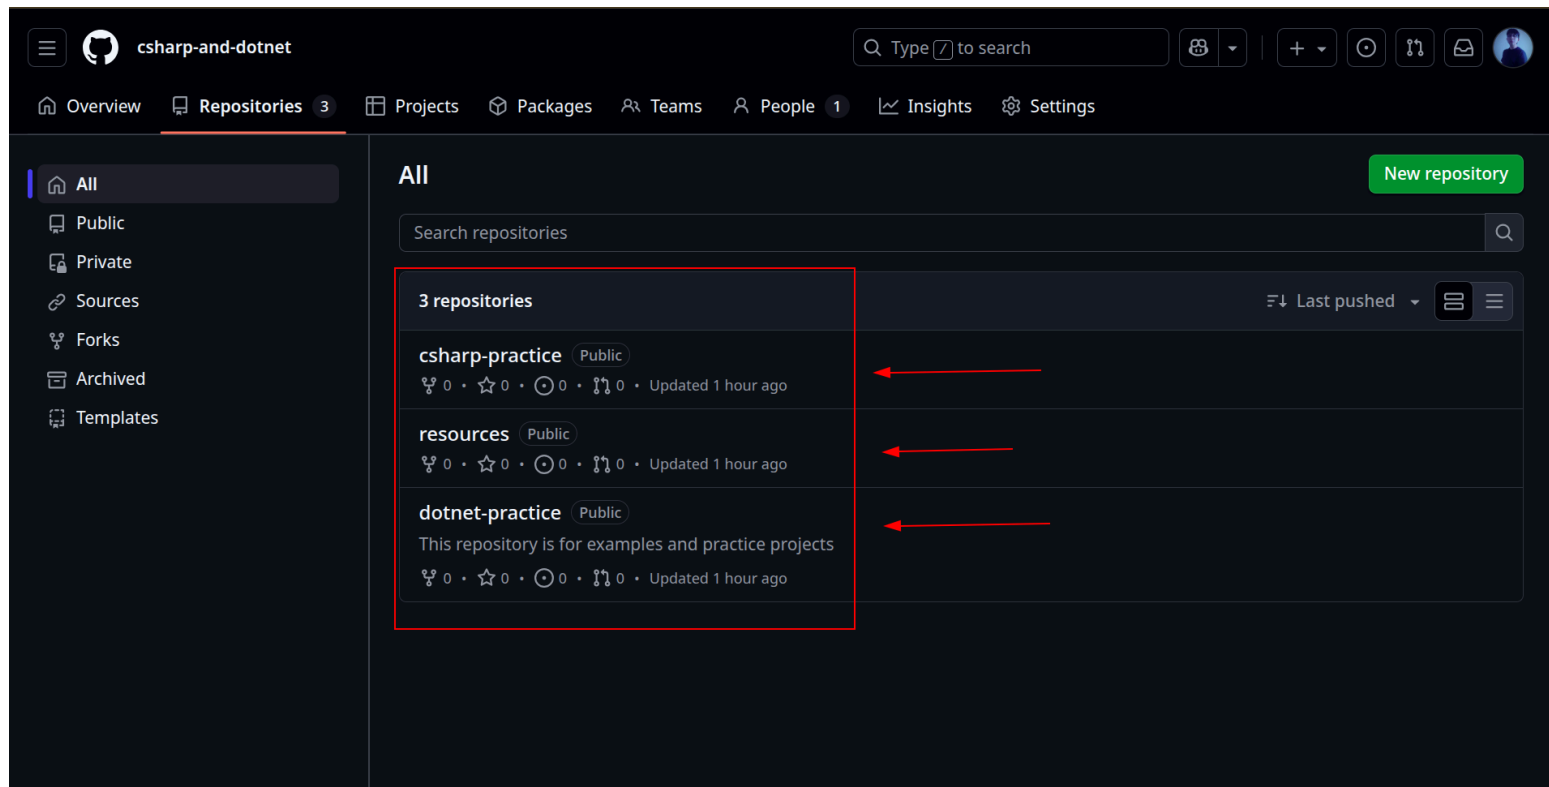 csharp-and-dotnet
Type / to search
Overview Repositories 3 Projects Packages Teams People 1 Insights Settings
All
Public
Private
Sources
Forks
Archived
Templates
All
New repository
Search repositories
3 repositories
Last pushed
csharp-practice Public
0 • 0 • 0 • 0 • Updated 1 hour ago
resources Public
0 • 0 • 0 • 0 • Updated 1 hour ago
dotnet-practice Public
This repository is for examples and practice projects
0 • 0 • 0 • 0 • Updated 1 hour ago